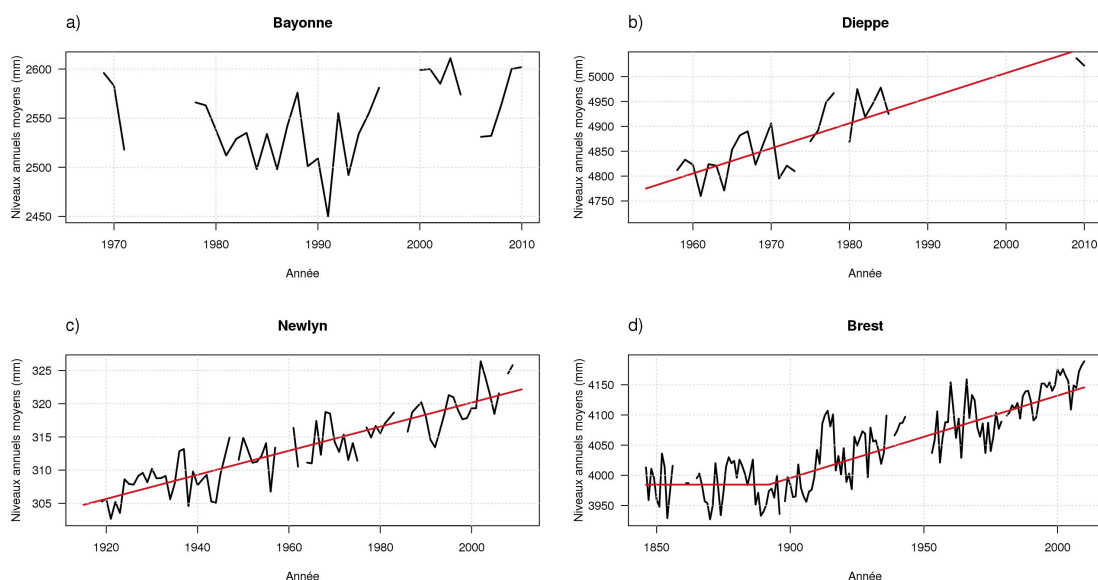 a) Bayonne
Niveaux annuels moyens (mm)
2600
2550
2500
2450
1970 1980 1990 2000 2010
Année
b) Dieppe
Niveaux annuels moyens (mm)
5000
4950
4900
4850
4800
4750
1960 1970 1980 1990 2000 2010
Année
c) Newlyn
Niveaux annuels moyens (mm)
325
320
315
310
305
1920 1940 1960 1980 2000
Année
d) Brest
Niveaux annuels moyens (mm)
4150
4100
4050
4000
3950
1850 1900 1950 2000
Année